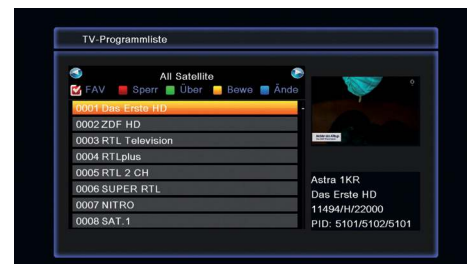 TV-Programmliste
All Satellite
FAV Sperr Über Bewe Ände
0001 Das Erste HD
0002 ZDF HD
0003 RTL Television
0004 RTLplus
0005 RTL 2 CH
0006 SUPER RTL
0007 NITRO
0008 SAT.1
Astra 1KR
Das Erste HD
11494/H/22000
PID: 5101/5102/5101